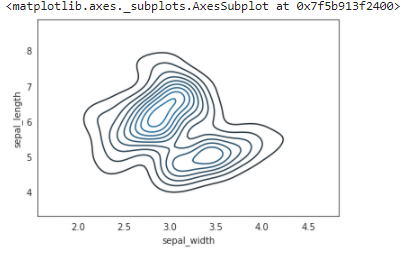 <matplotlib.axes._subplots.AxesSubplot at 0x7f5b913f2400>
8
7
6
5
4
sepal_length
2.0 2.5 3.0 3.5 4.0 4.5
sepal_width